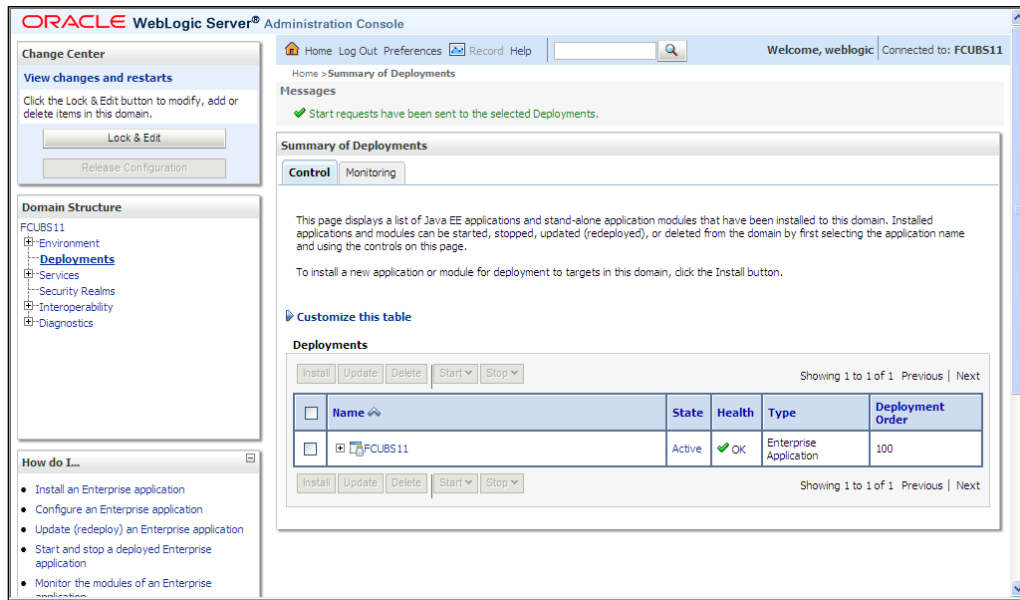 ORACLE WebLogic Server® Administration Console
Change Center
View changes and restarts
Click the Lock & Edit button to modify, add or
delete items in this domain.
Lock & Edit
Release Configuration
Domain Structure
FCUBS11
Environment
Deployments
Services
Security Realms
Interoperability
Diagnostics
How do I...
Install an Enterprise application
Configure an Enterprise application
Update (redeploy) an Enterprise application
Start and stop a deployed Enterprise
application
Monitor the modules of an Enterprise
application
Home Log Out Preferences Record Help
Welcome, weblogic Connected to: FCUBS11
Home >Summary of Deployments
Messages
Start requests have been sent to the selected Deployments.
Summary of Deployments
Control Monitoring
This page displays a list of Java EE applications and stand-alone application modules that have been installed to this domain. Installed
applications and modules can be started, stopped, updated (redeployed), or deleted from the domain by first selecting the application name
and using the controls on this page.
To install a new application or module for deployment to targets in this domain, click the Install button.
Customize this table
Deployments
Install Update Delete Start Stop
Showing 1 to 1 of 1 Previous | Next
Name State Health Type Deployment Order
FCUBS11 Active OK Enterprise Application 100
Install Update Delete Start Stop
Showing 1 to 1 of 1 Previous | Next